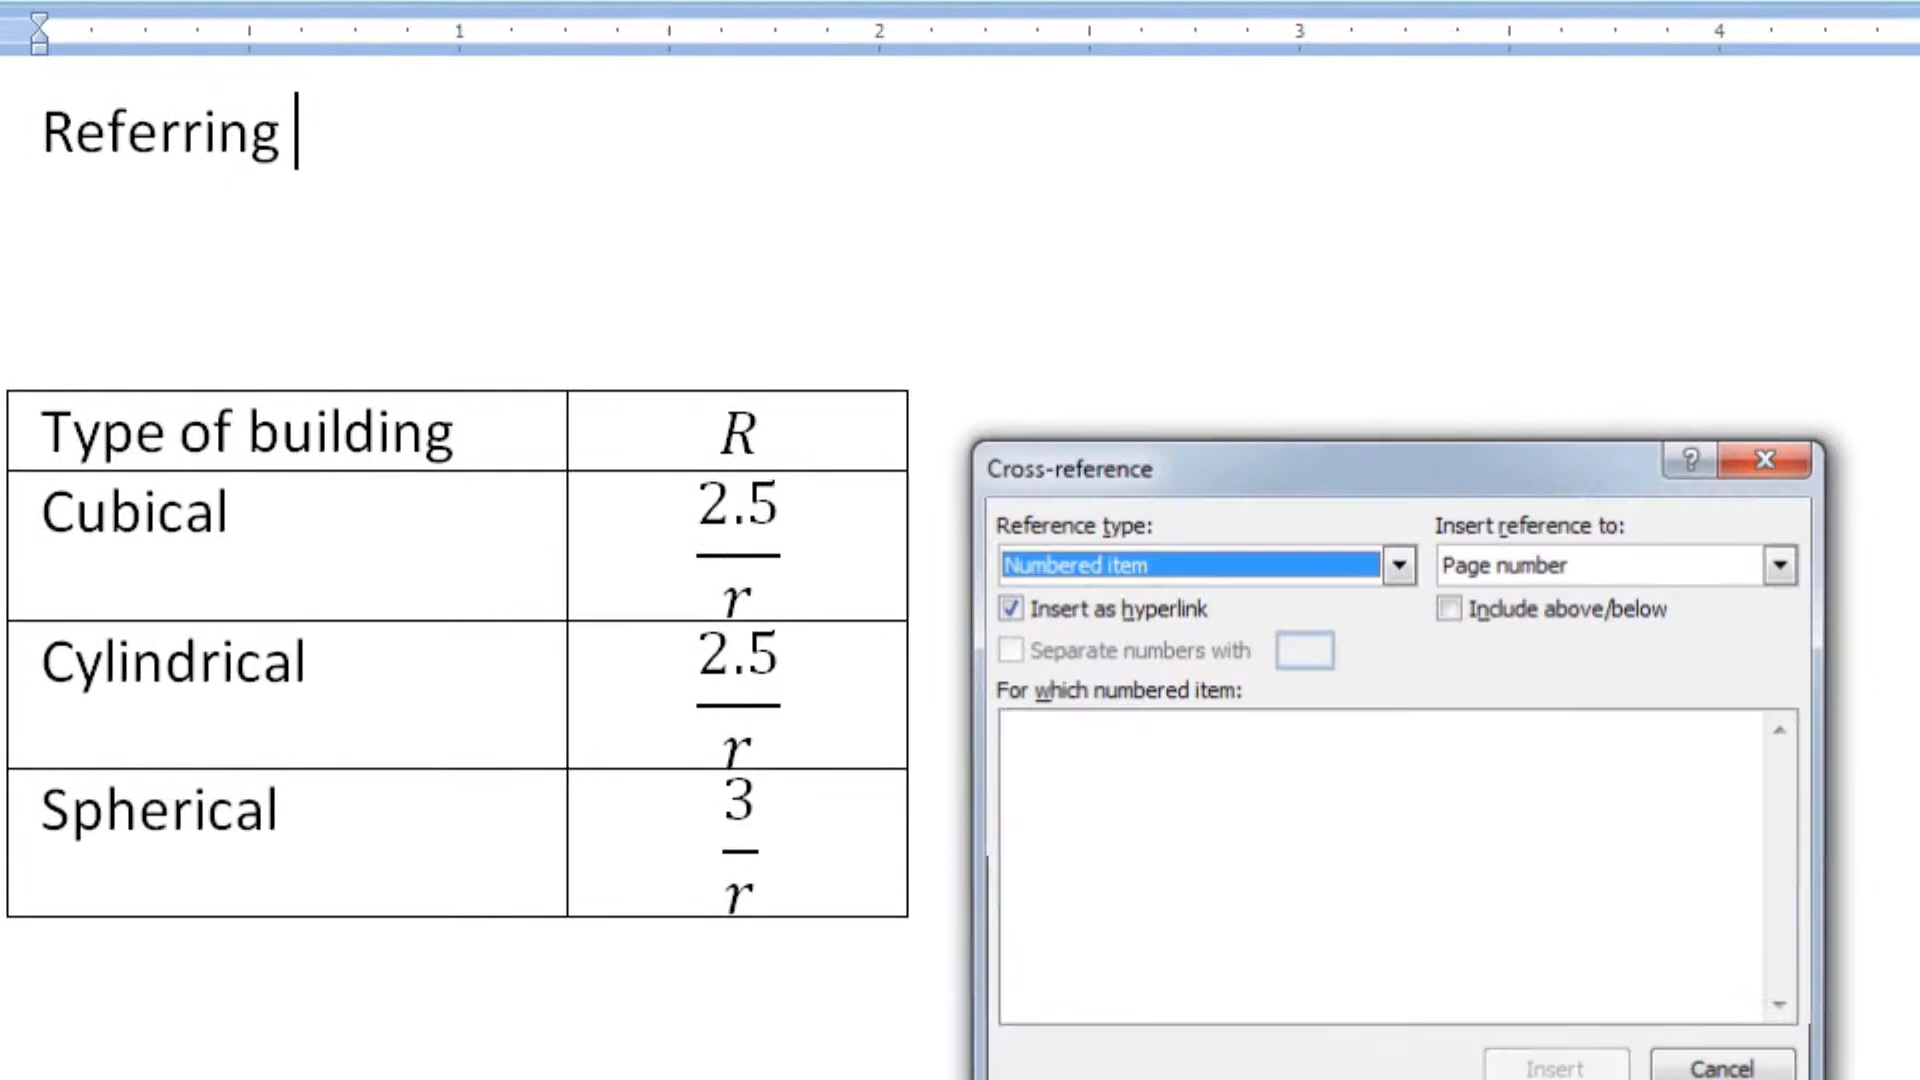 1 2 3 4
Referring
Type of building R
Cubical 2.5
r
Cylindrical 2.5
r
Spherical 3
r
Cross-reference ? X
Reference type: Insert reference to:
Numbered item Page number
Insert as hyperlink Include above/below
Separate numbers with
For which numbered item:
Insert Cancel